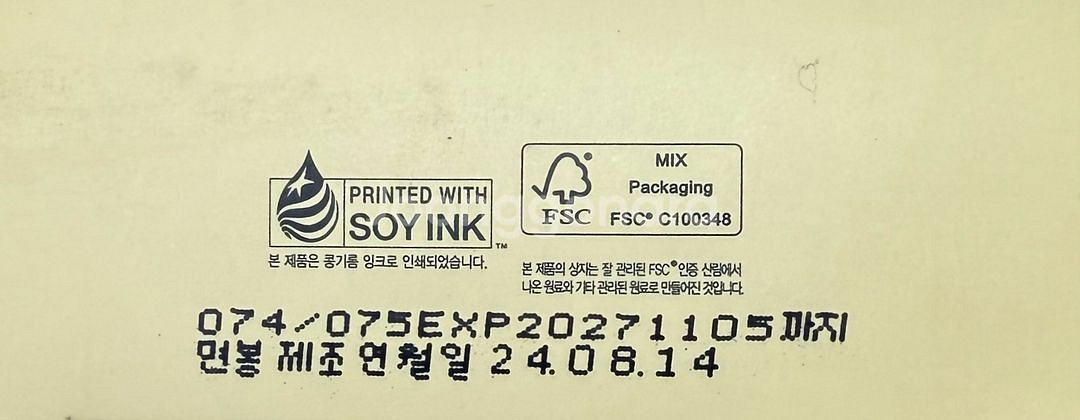 PRINTED WITH
SOY INK™
본 제품은 콩기름 잉크로 인쇄되었습니다.
MIX
Packaging
FSC
FSC® C100348
본 제품의 상자는 잘 관리된 FSC®인증 산림에서
나온 원료와 기타 관리된 원료로 만들어진 것입니다.
074/075EXP20271105까지
면봉 제조연월일 24.08.14